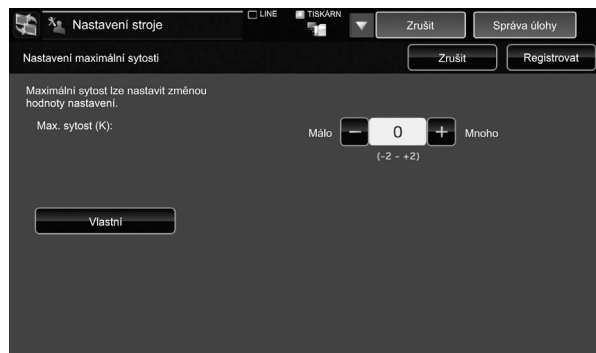 Nastavení stroje
LINE
TISKÁRN
Zrušit
Správa úlohy
Nastavení maximální sytosti
Zrušit
Registrovat
Maximální sytost lze nastavit změnou
hodnoty nastavení.
Max. sytost (K):
Málo − 0 + Mnoho
(-2 - +2)
Vlastní